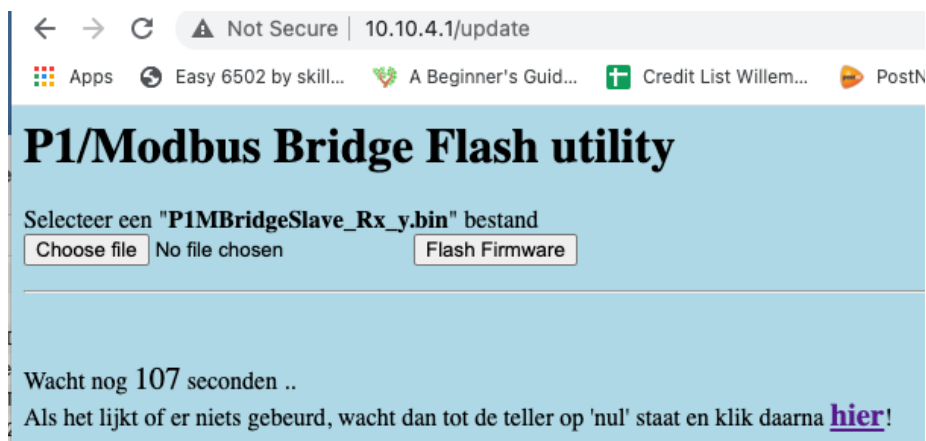 Not Secure | 10.10.4.1/update
Apps Easy 6502 by skill... A Beginner's Guid... Credit List Willem... PostN
P1/Modbus Bridge Flash utility
Selecteer een "P1MBridgeSlave_Rx_y.bin" bestand
Choose file No file chosen Flash Firmware
Wacht nog 107 seconden ..
Als het lijkt of er niets gebeurd, wacht dan tot de teller op 'nul' staat en klik daarna hier!